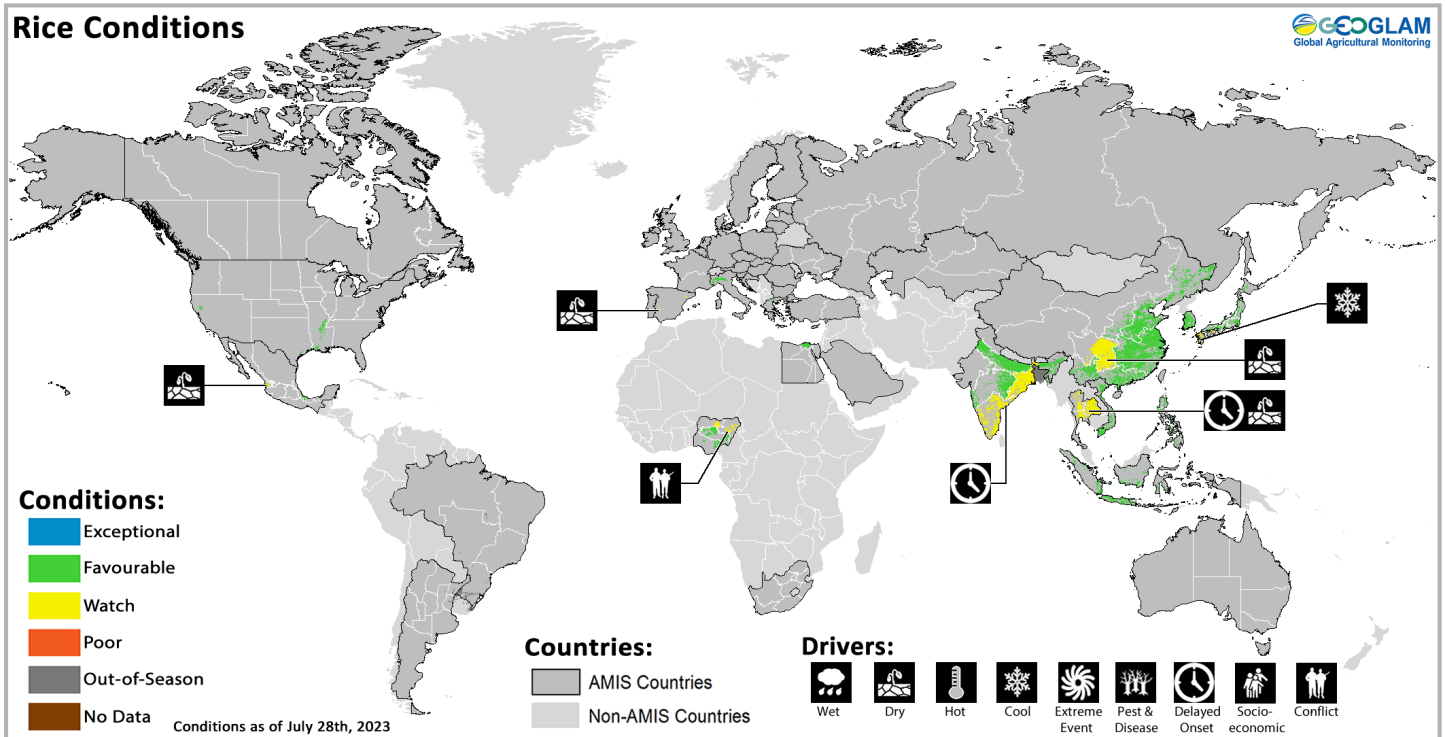 Rice Conditions
GEOGLAM
Global Agricultural Monitoring
Conditions:
Exceptional
Favourable
Watch
Poor
Out-of-Season
No Data
Conditions as of July 28th, 2023
Countries:
AMIS Countries
Non-AMIS Countries
Drivers:
Wet
Dry
Hot
Cool
Extreme
Event
Pest &
Disease
Delayed
Onset
Socio-
economic
Conflict